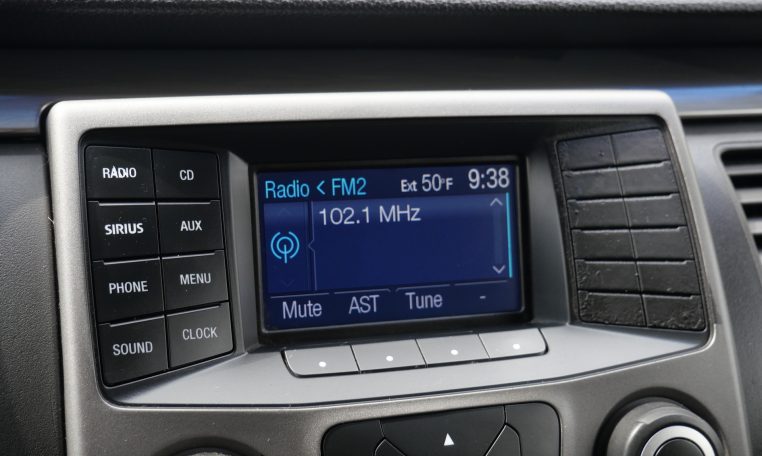 RADIO CD
SIRIUS AUX
PHONE MENU
SOUND CLOCK
Radio < FM2 Ext 50°F 9:38
102.1 MHz
Mute AST Tune -